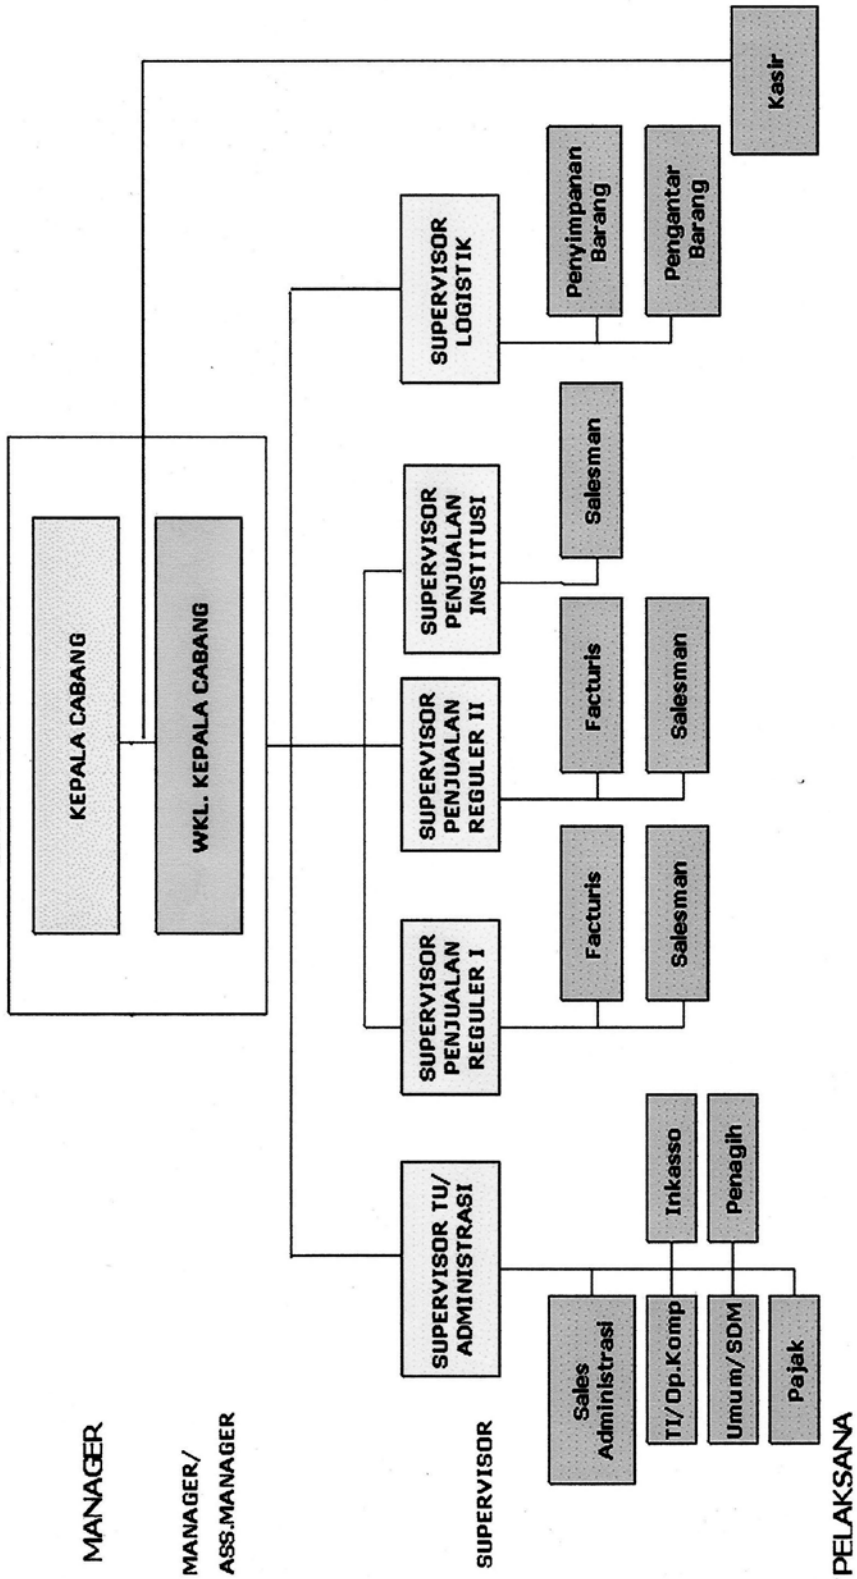 MANAGER
KEPALA CABANG
MANAGER/
ASS.MANAGER
WKL. KEPALA CABANG
SUPERVISOR
SUPERVISOR TU/
ADMINISTRASI
SUPERVISOR
PENJUALAN
REGULER I
SUPERVISOR
PENJUALAN
REGULER II
SUPERVISOR
PENJUALAN
INSTITUSI
SUPERVISOR
LOGISTIK
Sales
Administrasi
TI/Op.Komp
Inkasso
Umum/SDM
Penagih
Pajak
Facturis
Salesman
Facturis
Salesman
Salesman
Penyimpanan
Barang
Pengantar
Barang
Kasir
PELAKSANA